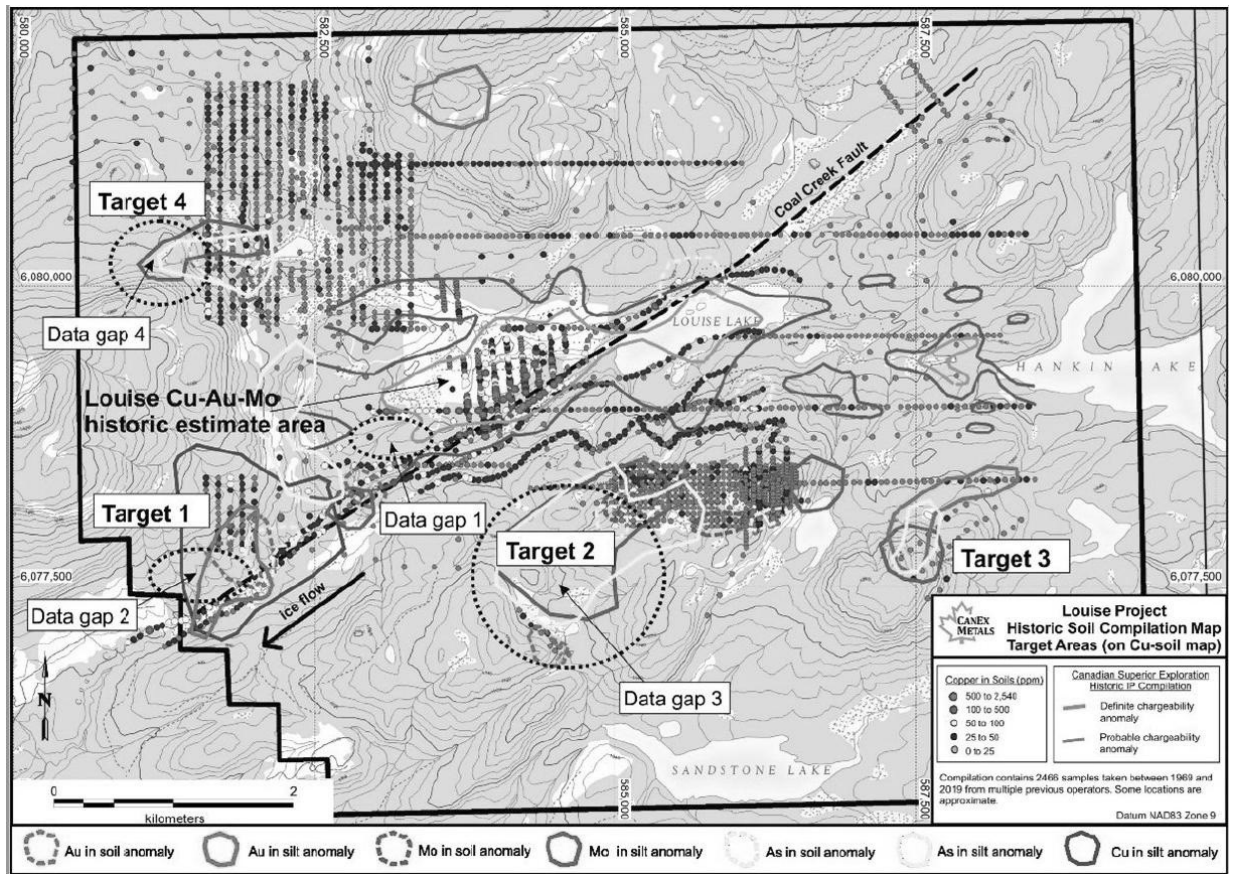 580,000
582,500
585,000
587,500
Coal Creek Fault
Target 4
6,080,000
6,080,000
Data gap 4
LOUISE LAKE
HANKIN LAKE
Louise Cu-Au-Mo
historic estimate area
Target 1
Data gap 1
Target 2
Target 3
6,077,500
6,077,500
Data gap 2
Ice flow
Data gap 3
N
SANDSTONE LAKE
585,000
587,500
0
2
kilometers
CANEX
METALS
Louise Project
Historic Soil Compilation Map
Target Areas (on Cu-soil map)
Copper in Soils (ppm)
500 to 2,540
100 to 500
50 to 100
25 to 50
0 to 25
Canadian Superior Exploration
Historic IP Compilation
Definite chargeability
anomaly
Probable chargeability
anomaly
Compilation contains 2466 samples taken between 1969 and
2019 from multiple previous operators. Some locations are
approximate.
Datum NAD83 Zone 9
Au in soil anomaly
Au in silt anomaly
Mo in soil anomaly
Mo in silt anomaly
As in soil anomaly
As in silt anomaly
Cu in silt anomaly